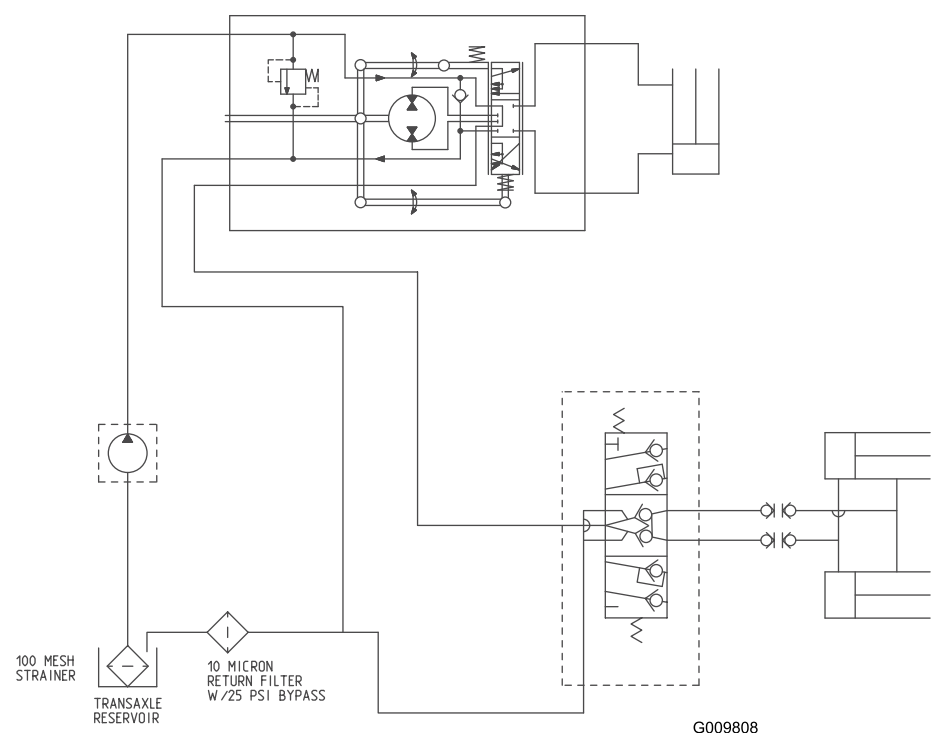 100 MESH
STRAINER
10 MICRON
RETURN FILTER
W/25 PSI BYPASS
TRANSAXLE
RESERVOIR
G009808